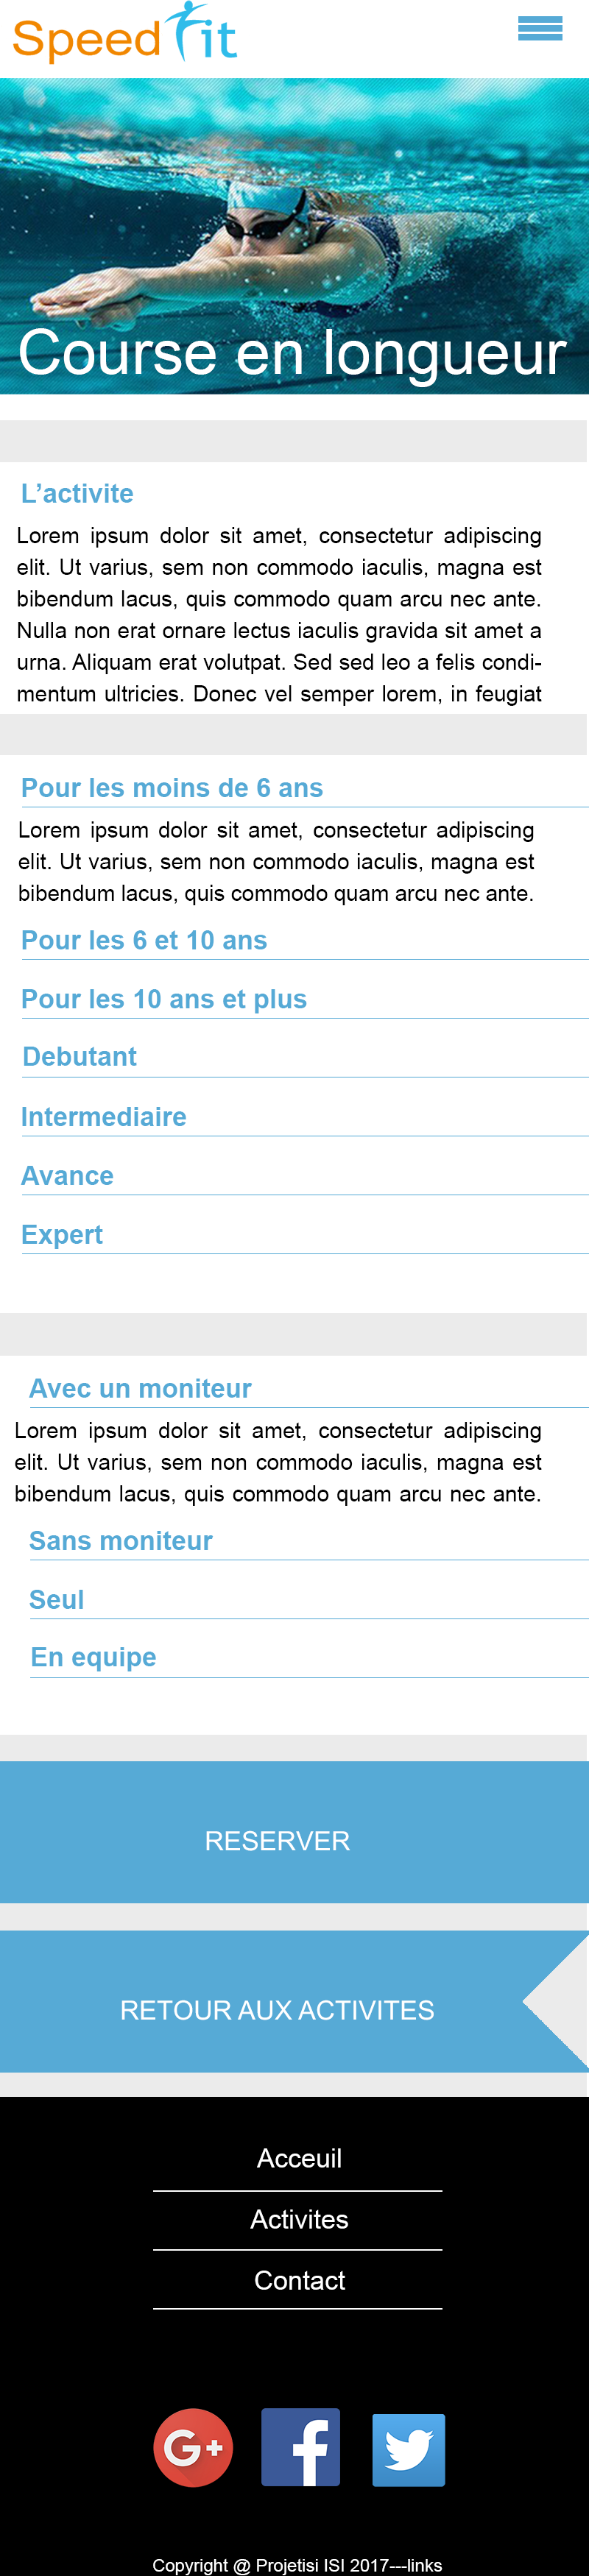 Speed Fit
Course en longueur
L’activite
Lorem ipsum dolor sit amet, consectetur adipiscing
elit. Ut varius, sem non commodo iaculis, magna est
bibendum lacus, quis commodo quam arcu nec ante.
Nulla non erat ornare lectus iaculis gravida sit amet a
urna. Aliquam erat volutpat. Sed sed leo a felis condi-
mentum ultricies. Donec vel semper lorem, in feugiat
Pour les moins de 6 ans
Lorem ipsum dolor sit amet, consectetur adipiscing
elit. Ut varius, sem non commodo iaculis, magna est
bibendum lacus, quis commodo quam arcu nec ante.
Pour les 6 et 10 ans
Pour les 10 ans et plus
Debutant
Intermediaire
Avance
Expert
Avec un moniteur
Lorem ipsum dolor sit amet, consectetur adipiscing
elit. Ut varius, sem non commodo iaculis, magna est
bibendum lacus, quis commodo quam arcu nec ante.
Sans moniteur
Seul
En equipe
RESERVER
RETOUR AUX ACTIVITES
Acceuil
Activites
Contact
G+ f
Copyright @ Projetisi ISI 2017---links